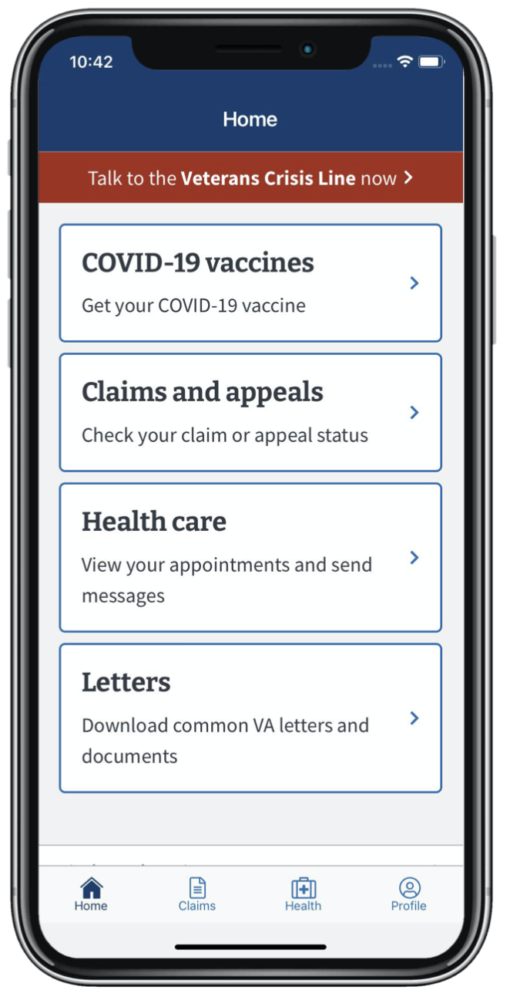 10:42
Home
Talk to the Veterans Crisis Line now
COVID-19 vaccines
Get your COVID-19 vaccine
Claims and appeals
Check your claim or appeal status
Health care
View your appointments and send
messages
Letters
Download common VA letters and
documents
Home
Claims
Health
Profile